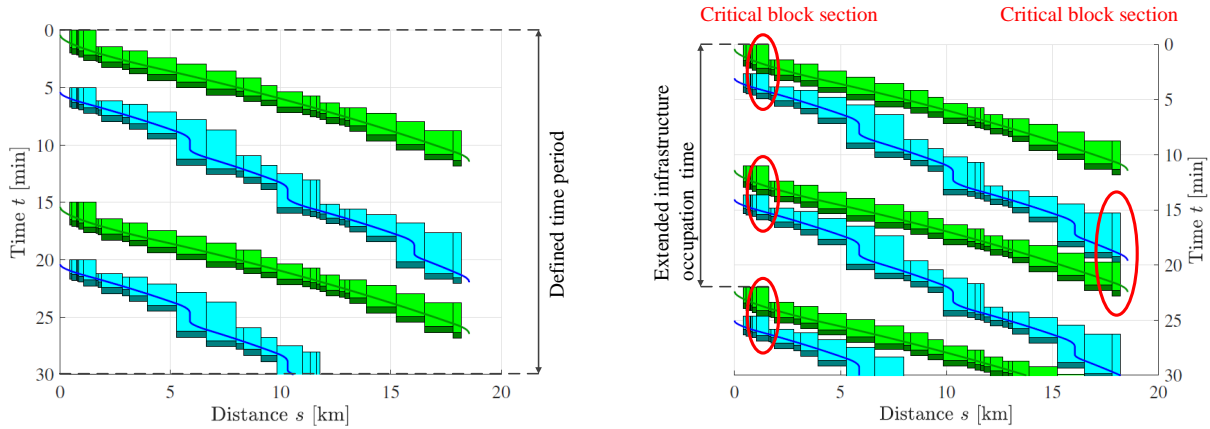 0
5
10
15
20
25
30
Time t [min]
0 5 10 15 20
Distance s [km]
Defined time period
Critical block section
Critical block section
Extended infrastructure
occupation time
0
5
10
15
20
25
30
Time t [min]
0 5 10 15 20
Distance s [km]